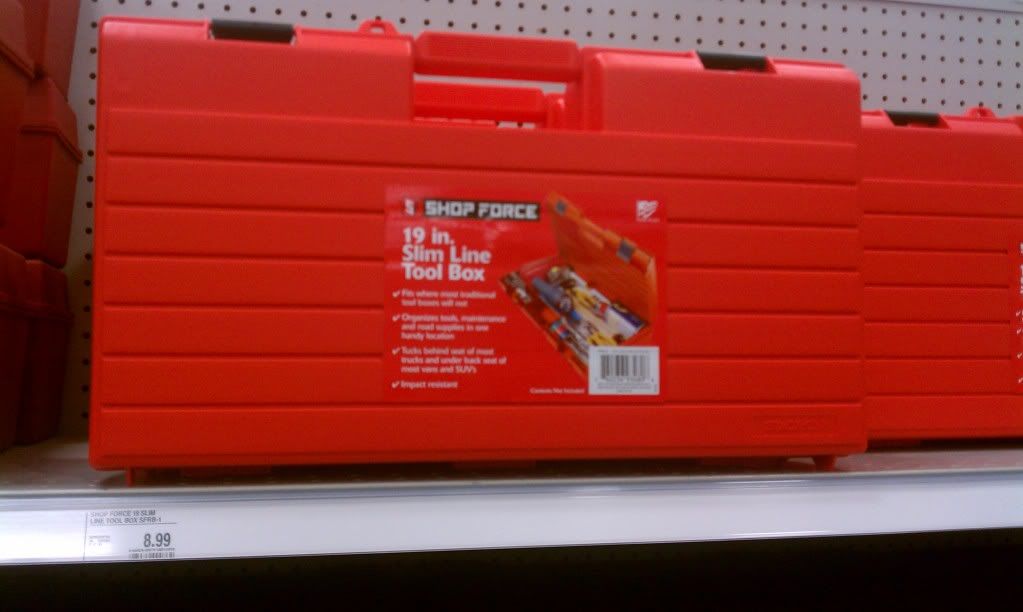 SHOP FORCE
19 in.
Slim Line
Tool Box
✓ Fits where most traditional
tool boxes will not
✓ Organizes tools, maintenance
and road supplies in one
handy location
✓ Tucks behind seat of most
trucks and under back seat of
most vans and SUV's
✓ Impact resistant
Contents Not Included
SHOP FORCE 19 SLIM
LINE TOOL BOX SFRB-1
8.99